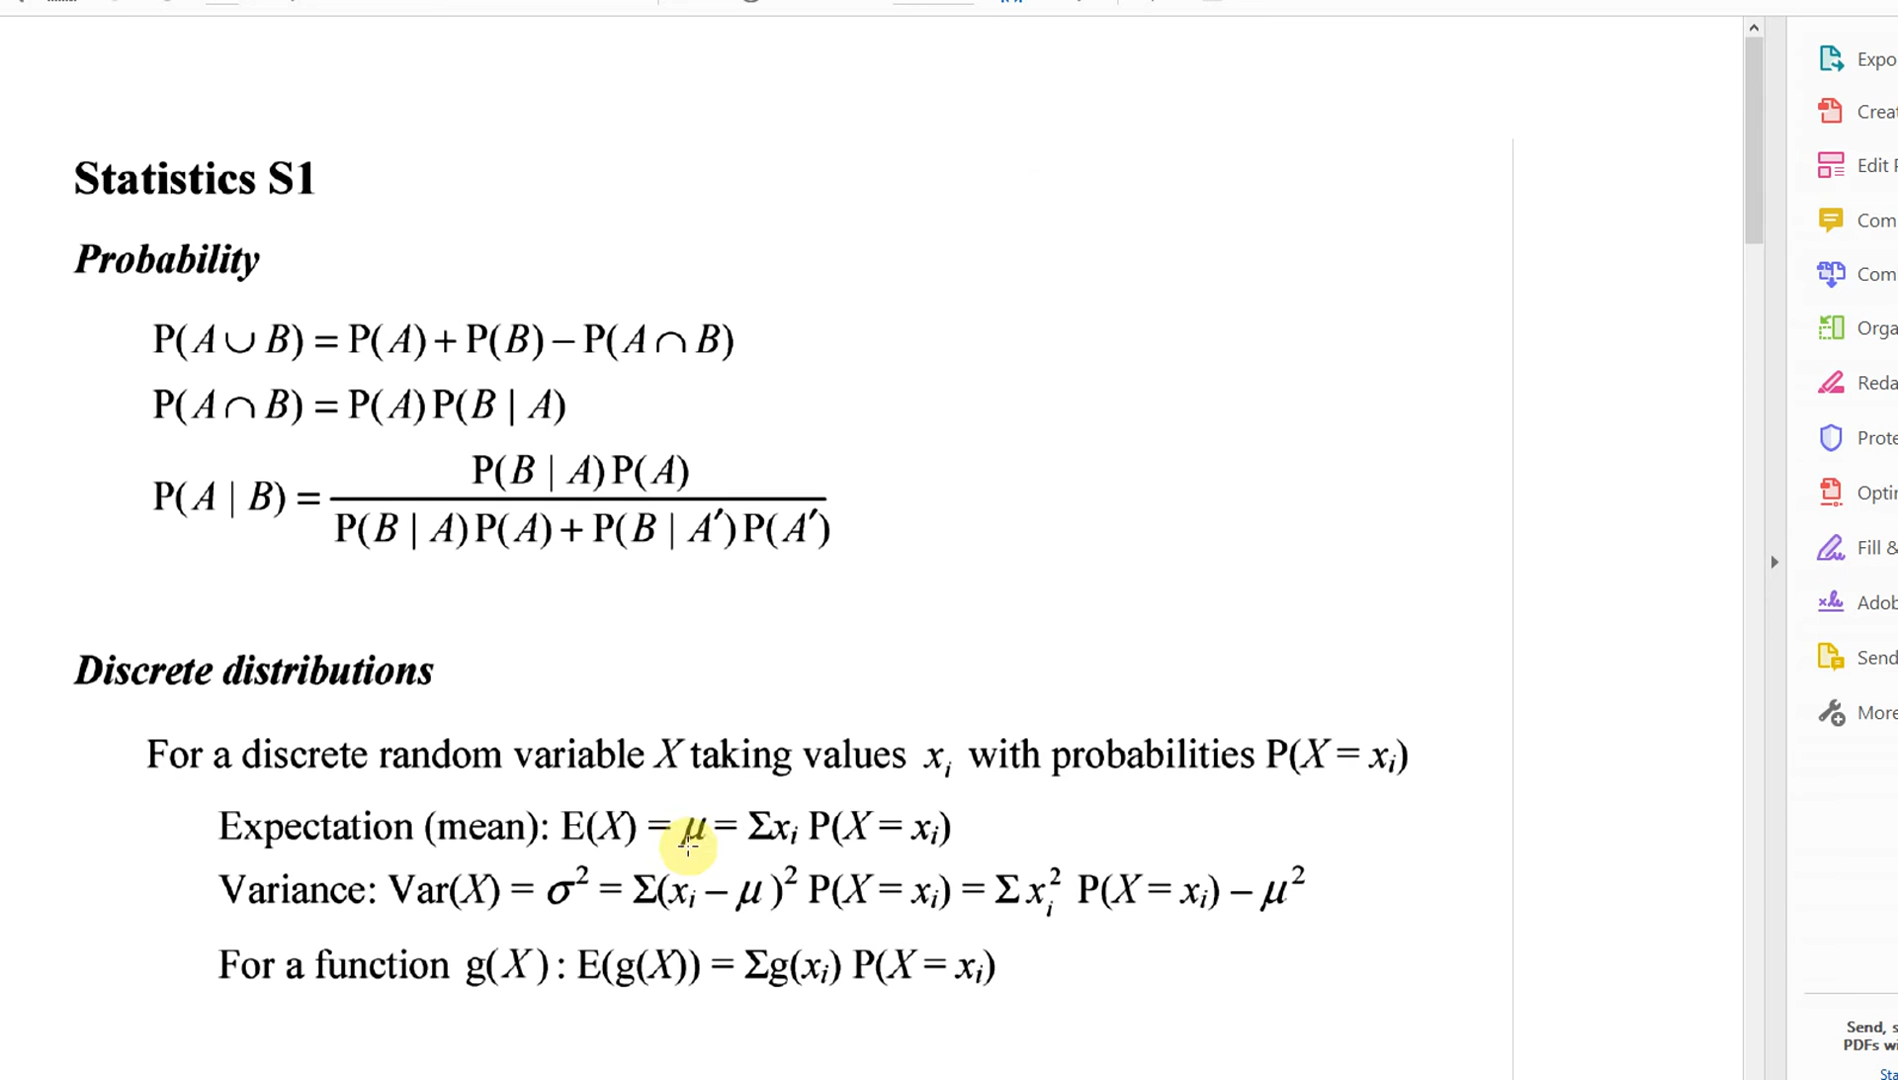 Statistics S1
Probability
P(A ∪ B) = P(A) + P(B) − P(A ∩ B)
P(A ∩ B) = P(A) P(B | A)
P(A | B) = P(B | A) P(A) / P(B | A) P(A) + P(B | A′) P(A′)
Discrete distributions
For a discrete random variable X taking values xᵢ with probabilities P(X = xᵢ)
Expectation (mean): E(X) = μ = Σxᵢ P(X = xᵢ)
Variance: Var(X) = σ² = Σ(xᵢ − μ)² P(X = xᵢ) = Σxᵢ² P(X = xᵢ) − μ²
For a function g(X) : E(g(X)) = Σg(xᵢ) P(X = xᵢ)
Expo
Creat
Edit P
Com
Com
Orga
Reda
Prote
Optim
Fill &
Adob
Send
More
Send, s
PDFs wi
Sta